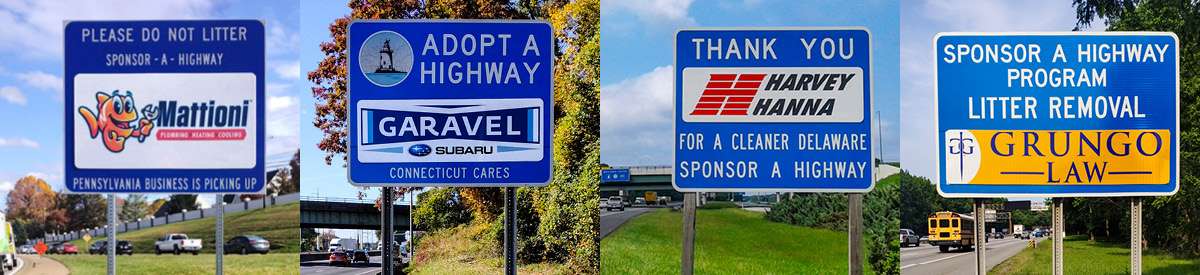 PLEASE DO NOT LITTER
SPONSOR - A - HIGHWAY
Mattioni
PLUMBING HEATING COOLING
PENNSYLVANIA BUSINESS IS PICKING UP
ADOPT A
HIGHWAY
GARAVEL
SUBARU
CONNECTICUT CARES
THANK YOU
HARVEY
HANNA
FOR A CLEANER DELAWARE
SPONSOR A HIGHWAY
SPONSOR A HIGHWAY
PROGRAM
LITTER REMOVAL
GG
GRUNGO
LAW